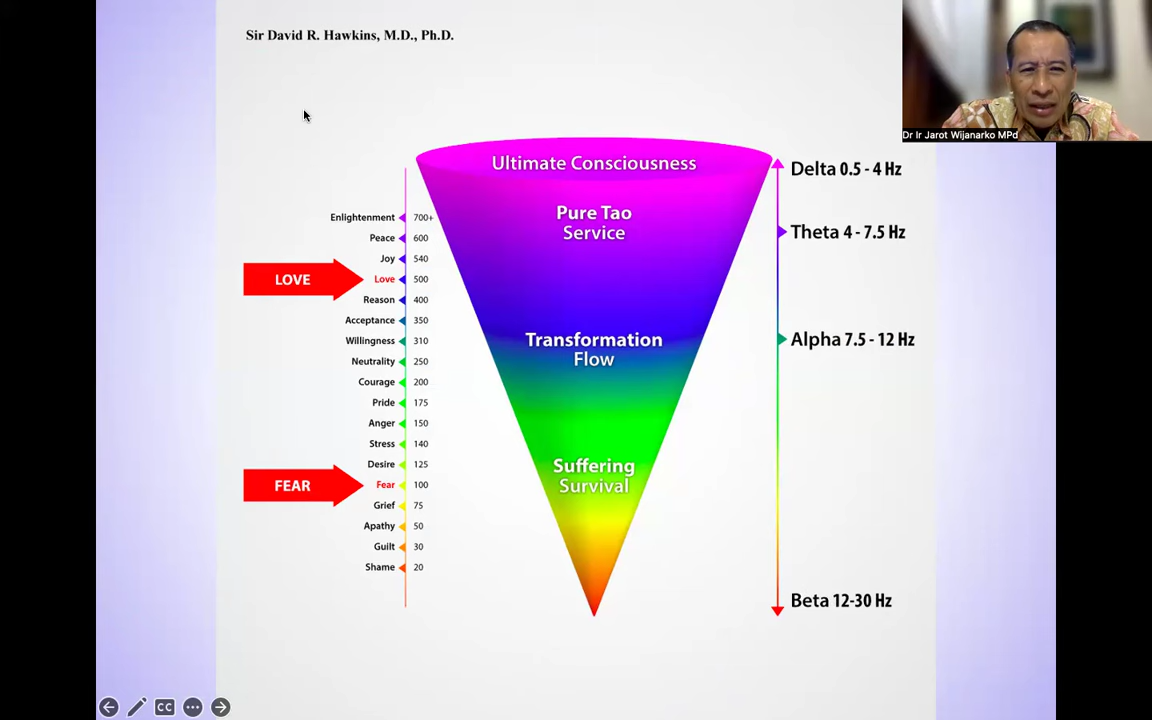 Sir David R. Hawkins, M.D., Ph.D.
Dr Ir Jarot Wijanarko MPd
Ultimate Consciousness
Pure Tao
Service
Transformation
Flow
Suffering
Survival
Enlightenment 700+
Peace 600
Joy 540
LOVE Love 500
Reason 400
Acceptance 350
Willingness 310
Neutrality 250
Courage 200
Pride 175
Anger 150
Stress 140
Desire 125
FEAR Fear 100
Grief 75
Apathy 50
Guilt 30
Shame 20
Delta 0.5 - 4 Hz
Theta 4 - 7.5 Hz
Alpha 7.5 - 12 Hz
Beta 12-30 Hz
CC